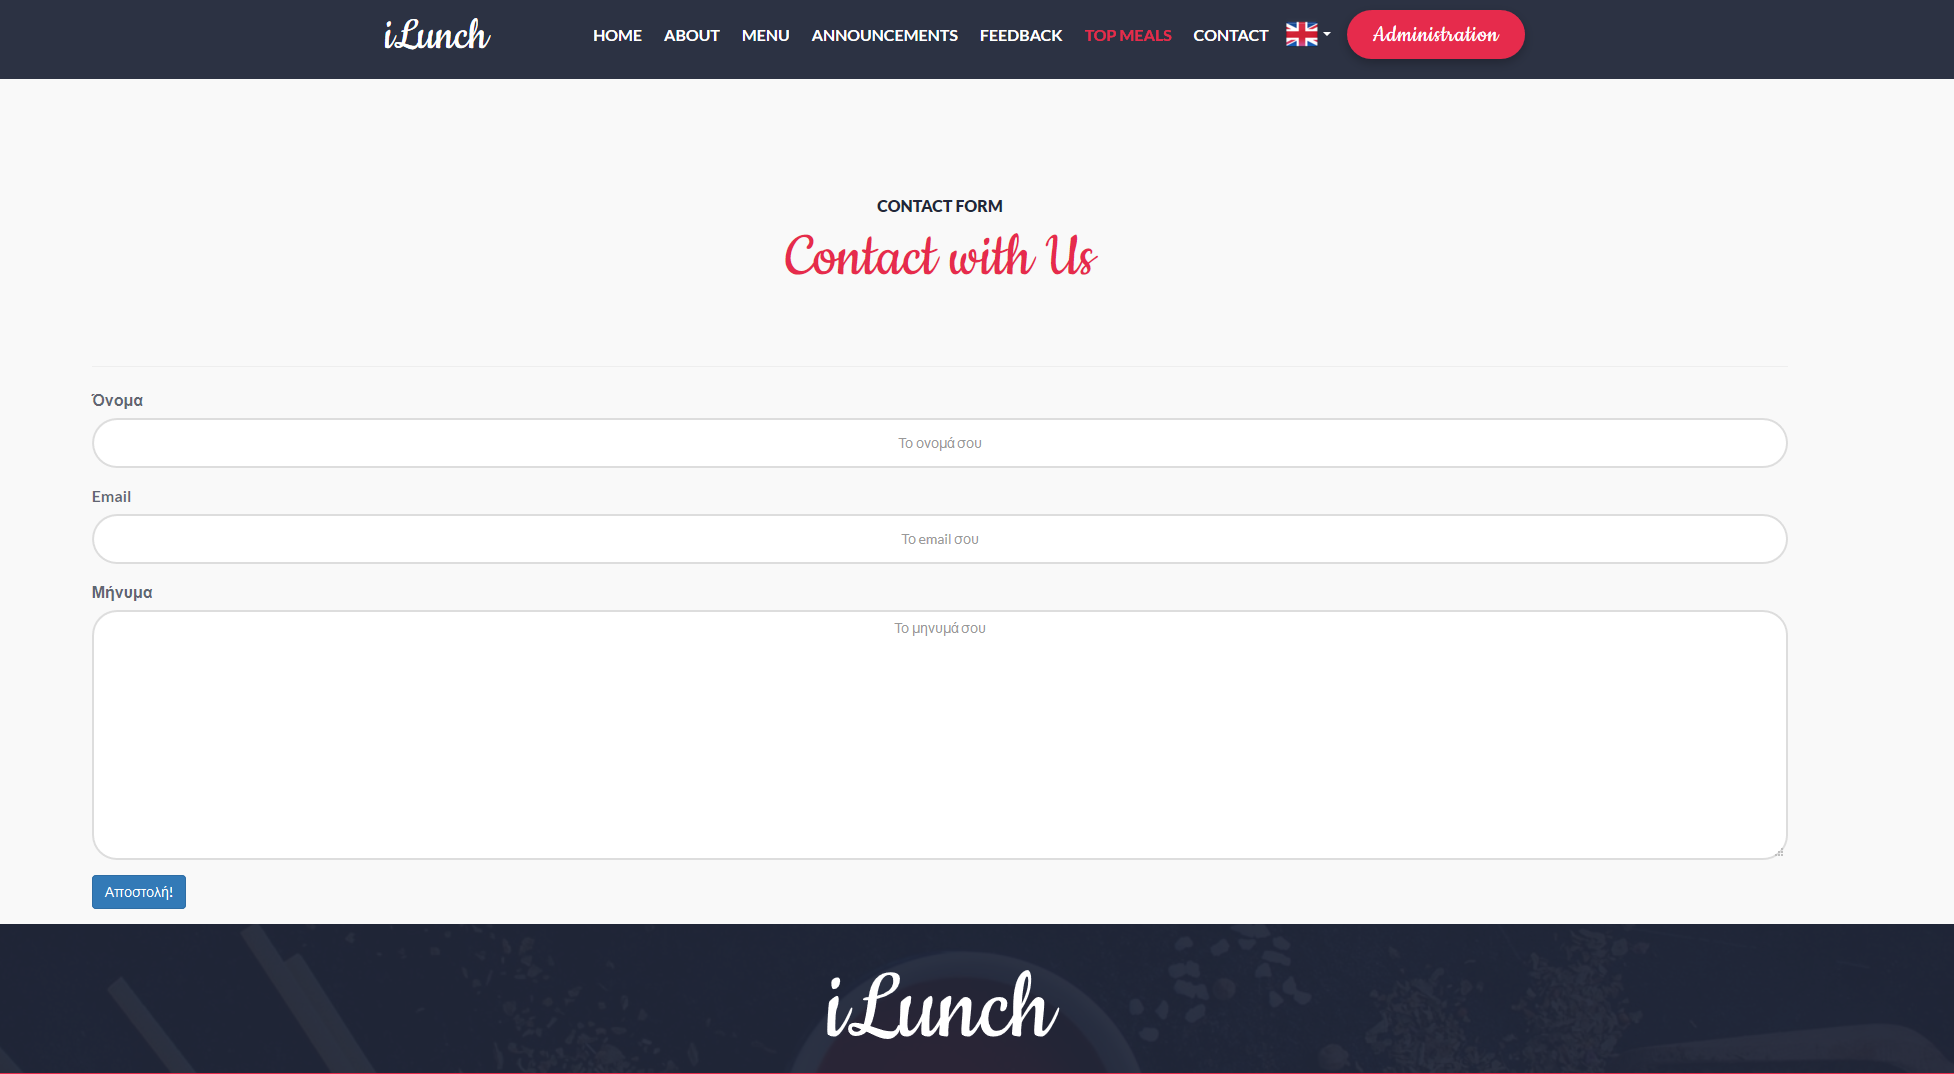 iLunch
HOME ABOUT MENU ANNOUNCEMENTS FEEDBACK TOP MEALS CONTACT Administration
CONTACT FORM
Contact with Us
Όνομα
Το ονομά σου
Email
Το email σου
Μήνυμα
Το μηνυμά σου
Αποστολή!
iLunch